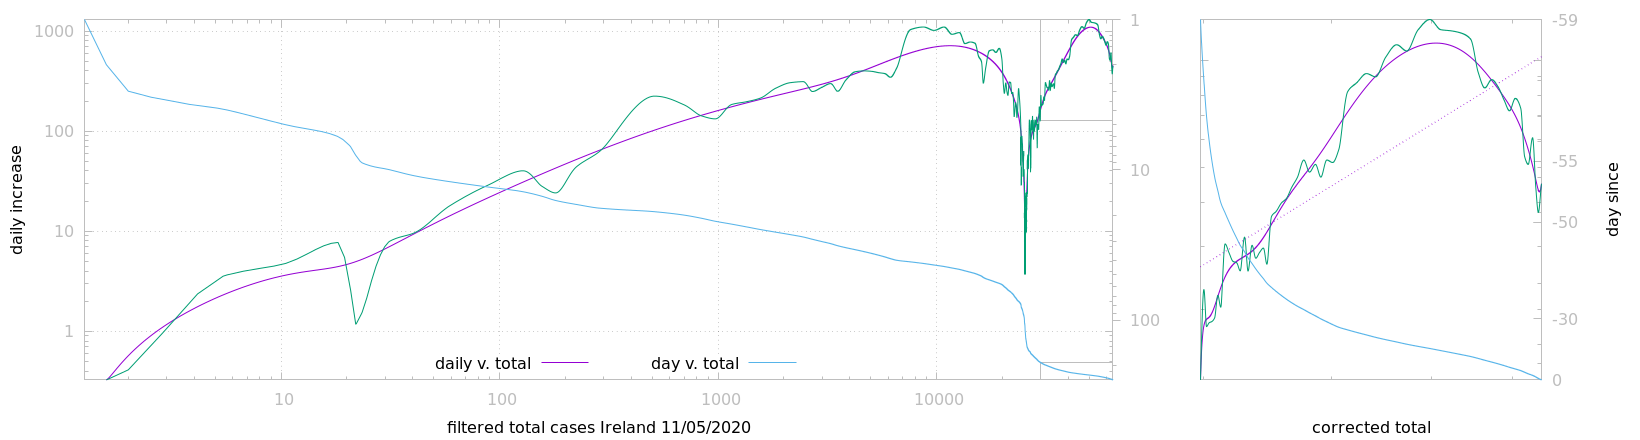 1000
100
10
1
daily increase
10
100
1000
10000
filtered total cases Ireland 11/05/2020
daily v. total
day v. total
1
10
100
-59
-55
-50
-30
0
day since
corrected total